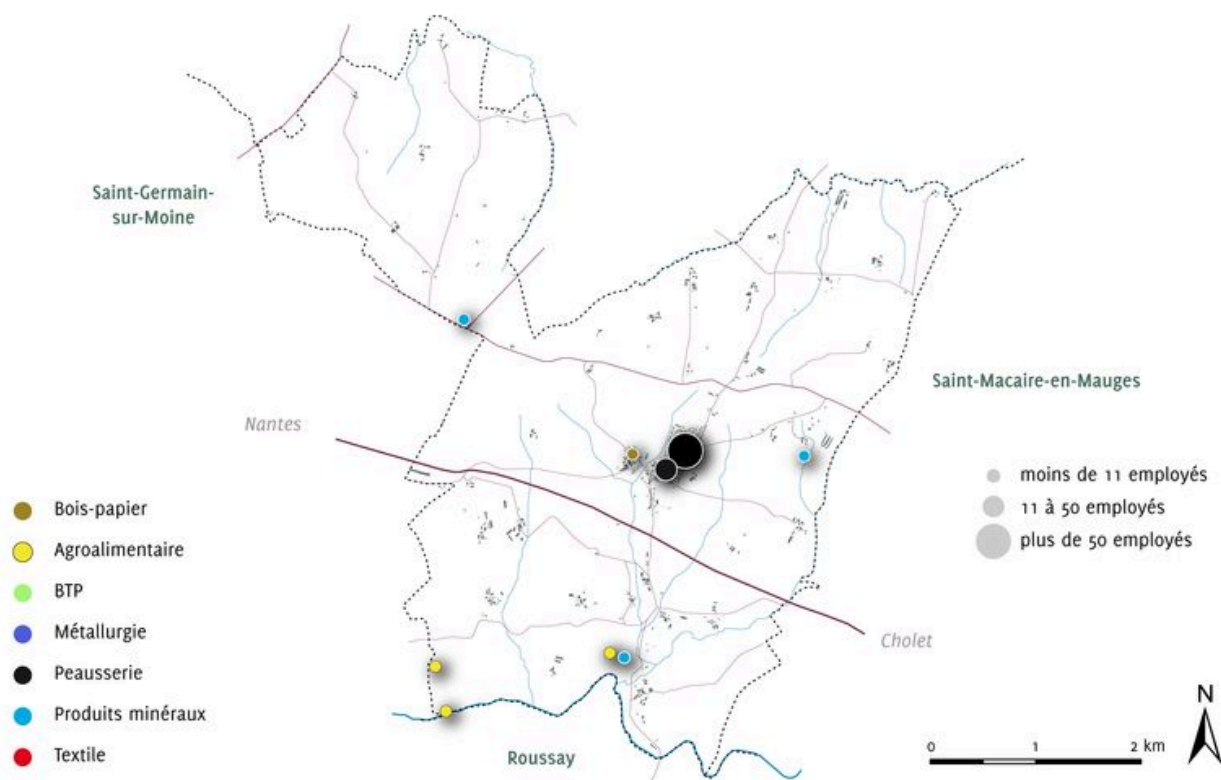 Saint-Germain-
sur-Moine
Saint-Macaire-en-Mauges
Nantes
moins de 11 employés
11 à 50 employés
plus de 50 employés
Bois-papier
Agroalimentaire
BTP
Métallurgie
Peausserie
Produits minéraux
Textile
Cholet
Roussay
N
0 1 2 km